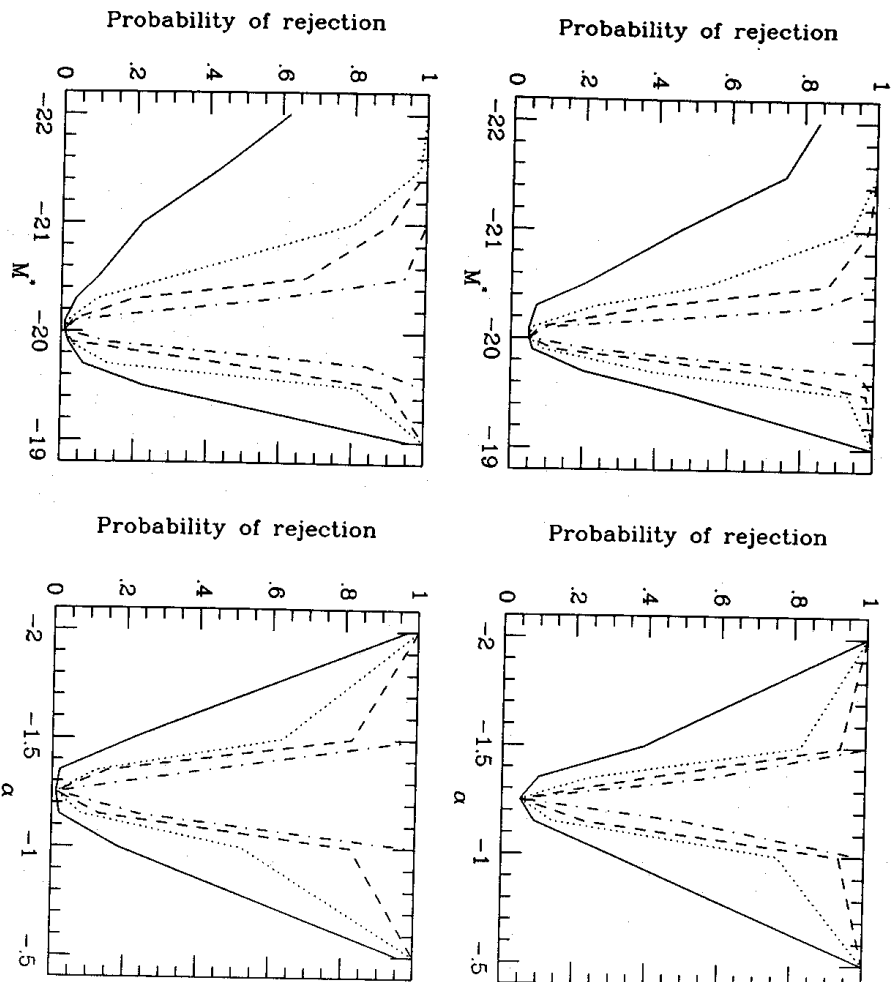 Probability of rejection
0 .2 .4 .6 .8 1
-22 -21 -20 -19
M*
Probability of rejection
0 .2 .4 .6 .8 1
-22 -21 -20 -19
M*
Probability of rejection
0 .2 .4 .6 .8 1
-2 -1.5 -1 -.5
α
Probability of rejection
0 .2 .4 .6 .8 1
-2 -1.5 -1 -.5
α